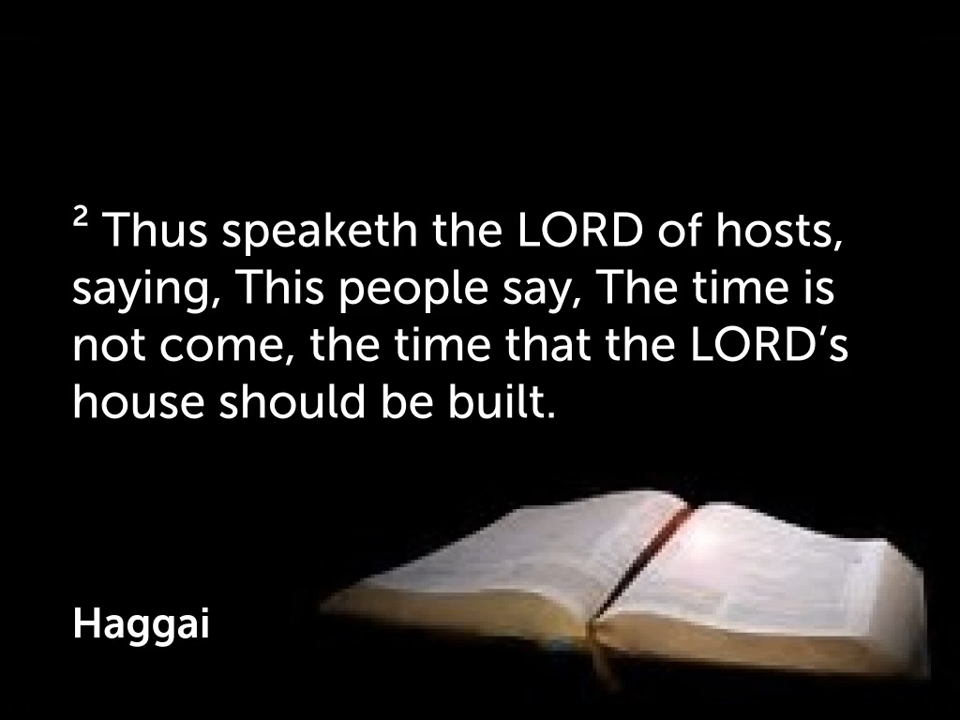 ² Thus speaketh the LORD of hosts,
saying, This people say, The time is
not come, the time that the LORD’s
house should be built.
Haggai